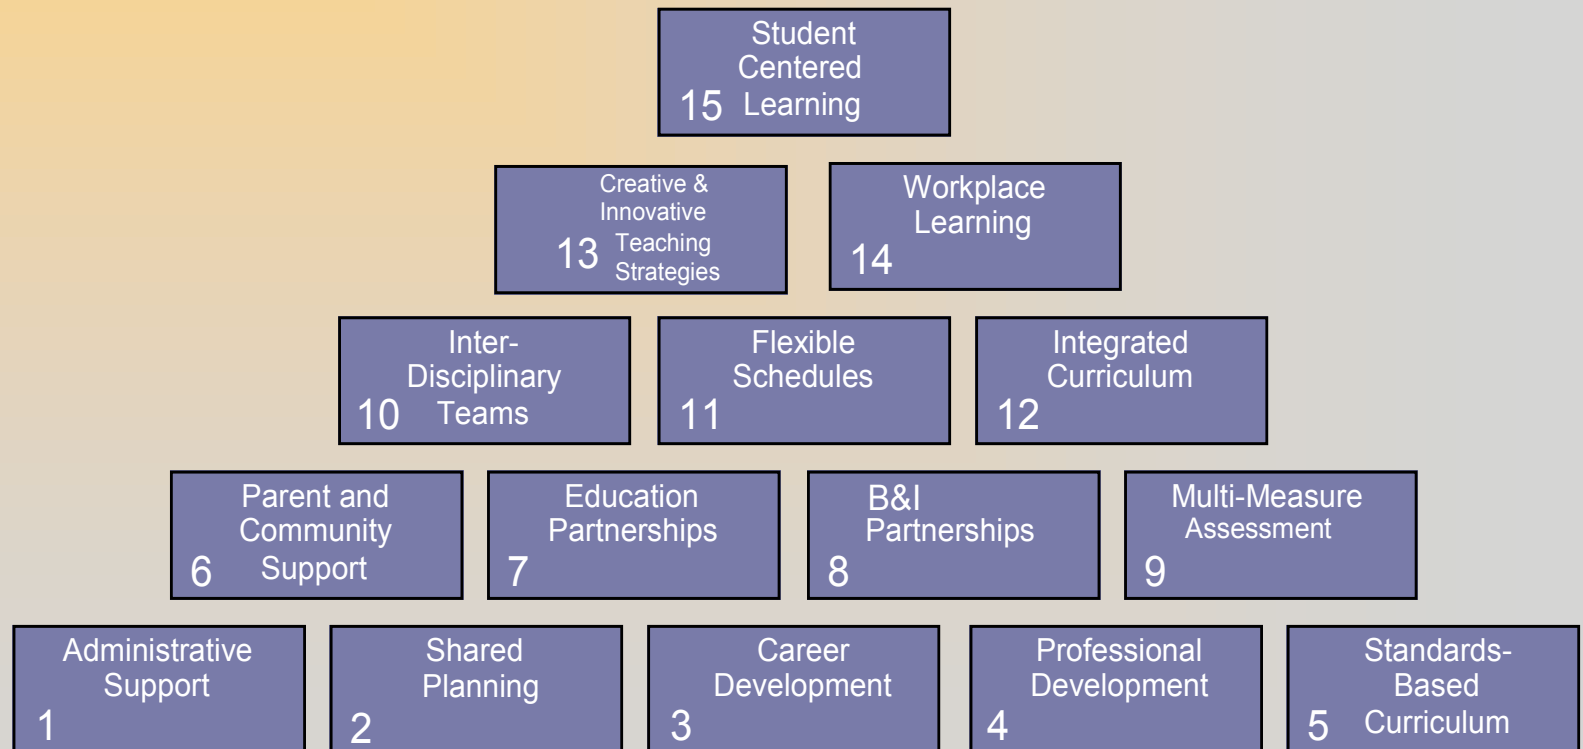 Student
Centered
15 Learning
Creative &
Innovative
13 Teaching
Strategies
Workplace
Learning
14
Inter-
Disciplinary
10 Teams
Flexible
Schedules
11
Integrated
Curriculum
12
Parent and
Community
6 Support
Education
Partnerships
7
B&I
Partnerships
8
Multi-Measure
Assessment
9
Administrative
Support
1
Shared
Planning
2
Career
Development
3
Professional
Development
4
Standards-
Based
5 Curriculum